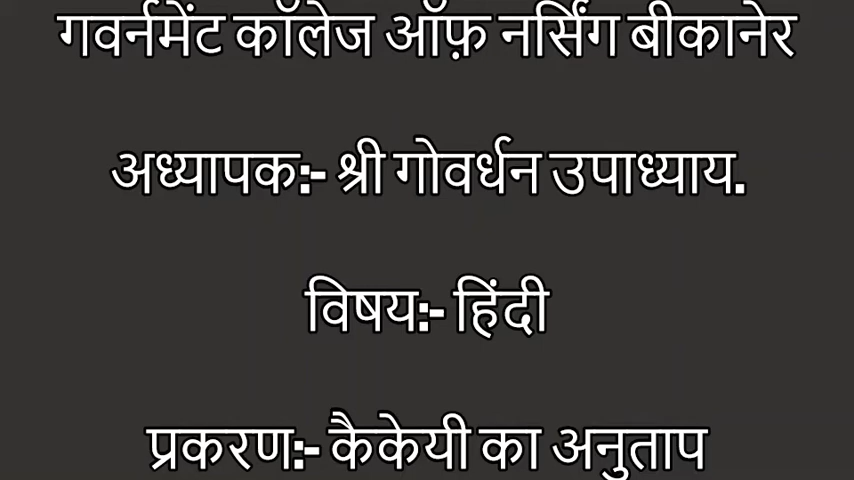 गवर्नमेंट कॉलेज ऑफ़ नर्सिंग बीकानेर
अध्यापक:- श्री गोवर्धन उपाध्याय.
विषय:- हिंदी
प्रकरण:- कैकेयी का अनुताप